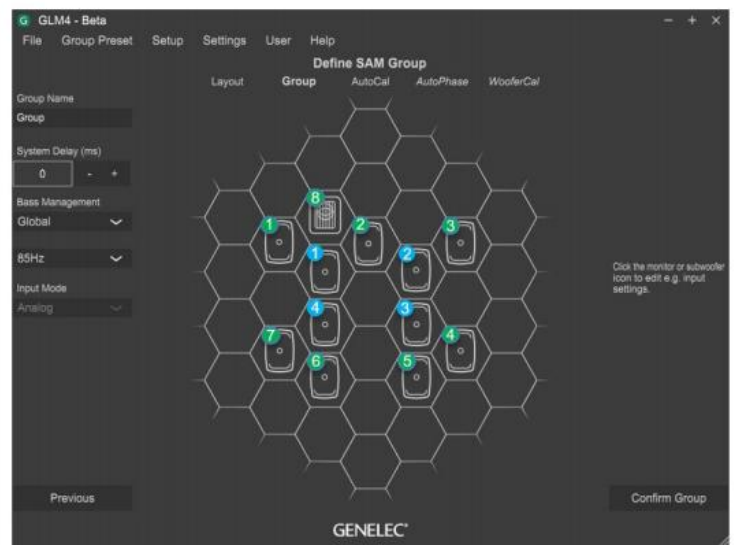 G GLM4 - Beta
File Group Preset Setup Settings User Help
Define SAM Group
Layout Group AutoCal AutoPhase WooferCal
Group Name
Group
System Delay (ms)
0 - +
Bass Management
Global
85Hz
Input Mode
Analog
8
1 2 3
1 2
4 3
7 4
6 5
Click the monitor or subwoofer
icon to edit e.g. input
settings.
Previous
Confirm Group
GENELEC®